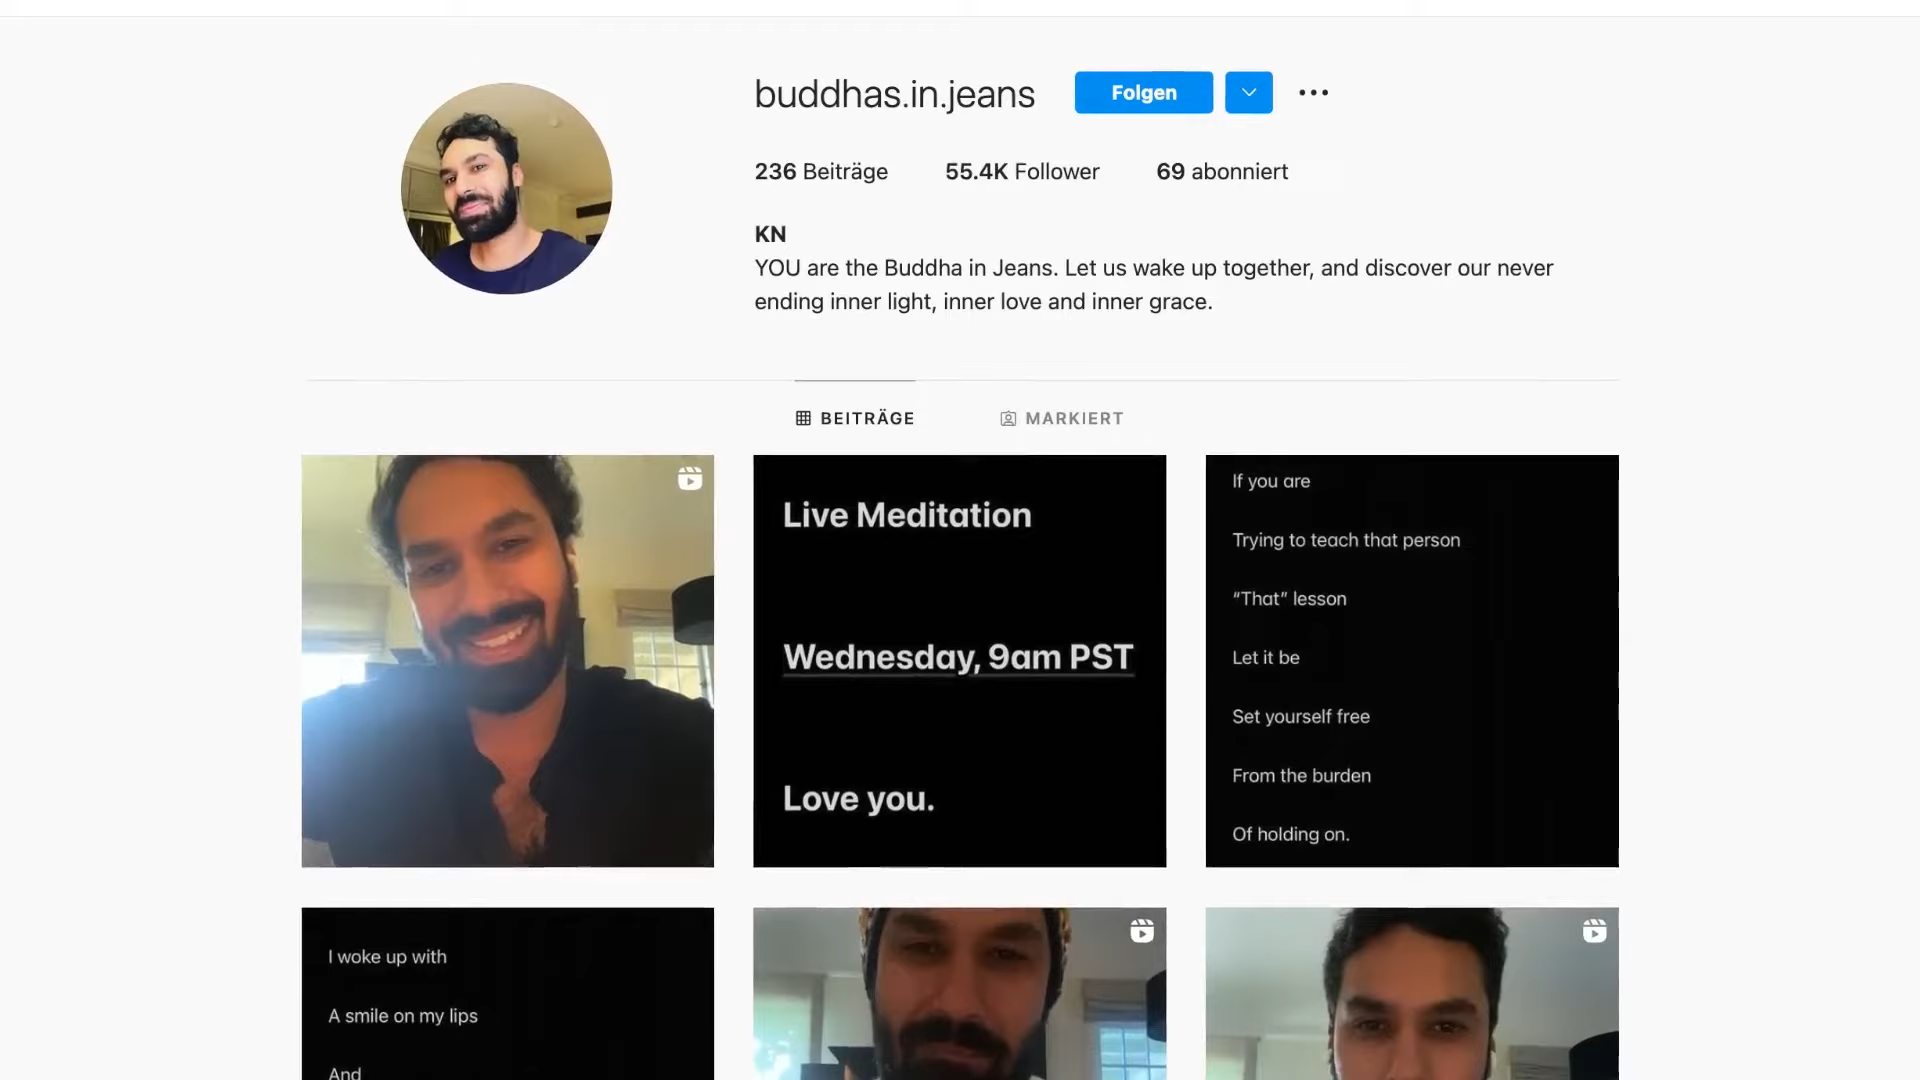 buddhas.in.jeans
Folgen
236 Beiträge 55.4K Follower 69 abonniert
KN
YOU are the Buddha in Jeans. Let us wake up together, and discover our never
ending inner light, inner love and inner grace.
BEITRÄGE MARKIERT
Live Meditation
Wednesday, 9am PST
Love you.
If you are
Trying to teach that person
“That” lesson
Let it be
Set yourself free
From the burden
Of holding on.
I woke up with
A smile on my lips
And